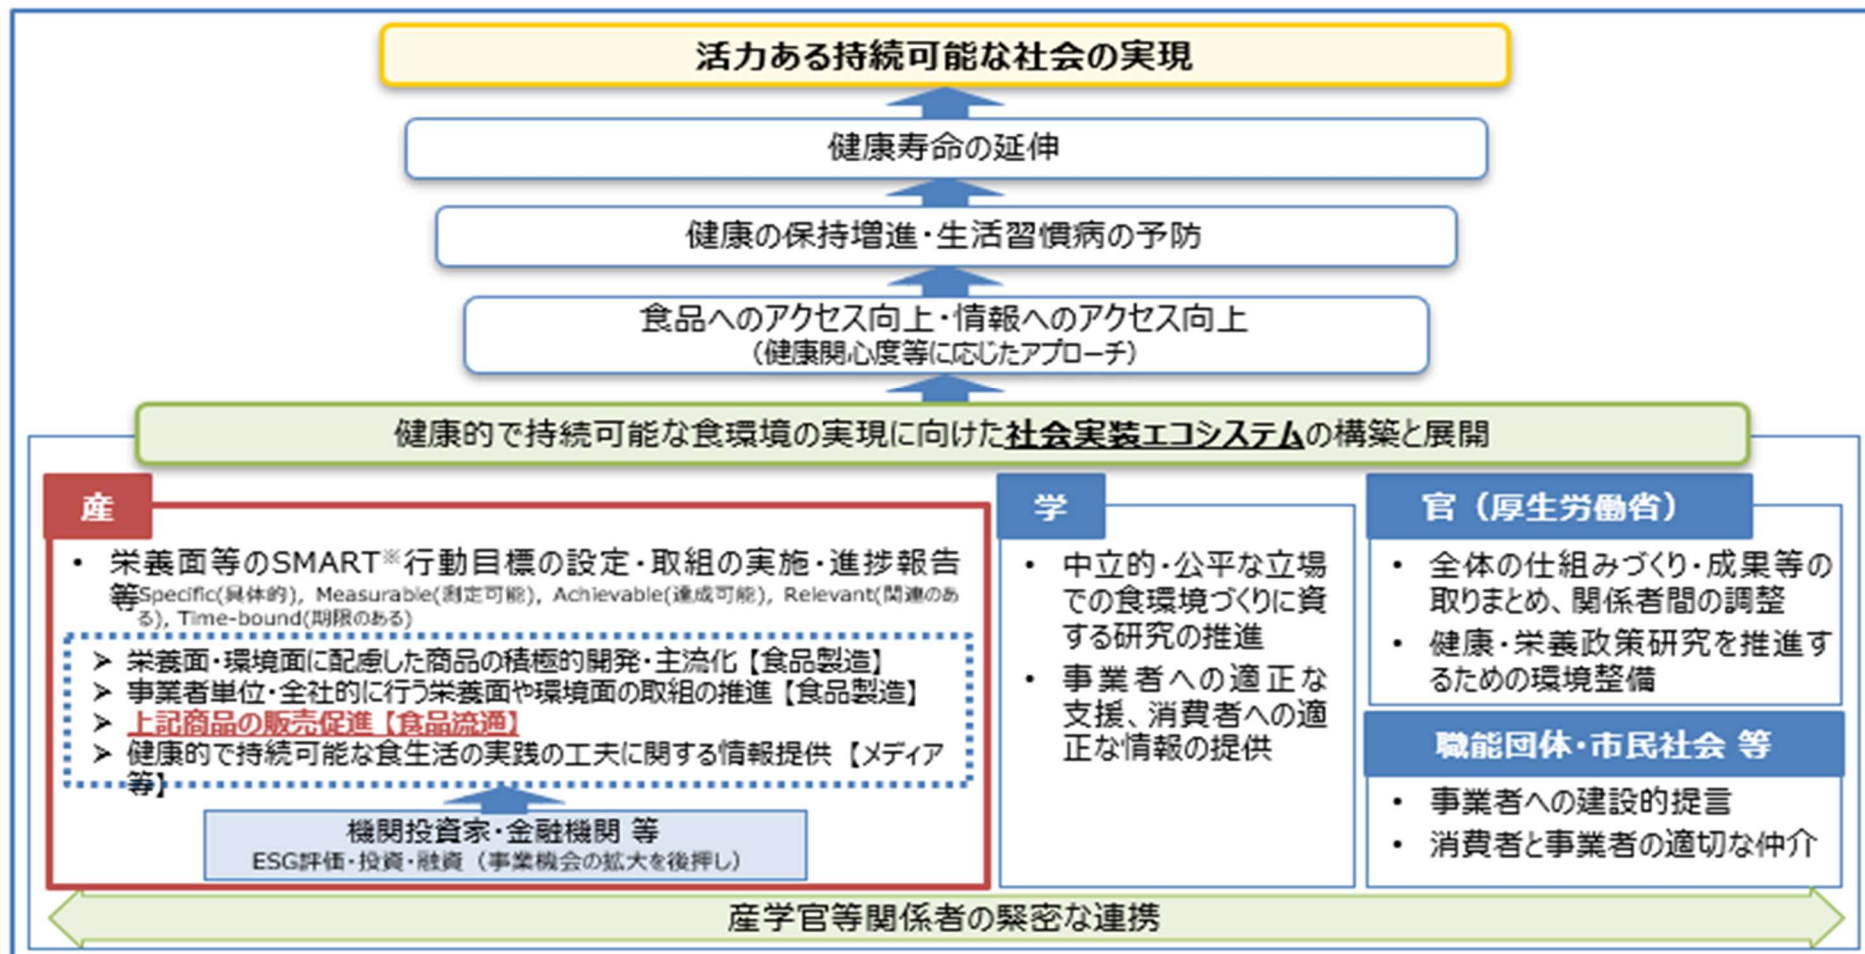 活力ある持続可能な社会の実現
健康寿命の延伸
健康の保持増進・生活習慣病の予防
食品へのアクセス向上・情報へのアクセス向上
（健康関心度等に応じたアプローチ）
健康的で持続可能な食環境の実現に向けた社会実装エコシステムの構築と展開
産
• 栄養面等のSMART※行動目標の設定・取組の実施・進捗報告
等
Specific(具体的), Measurable(測定可能), Achievable(達成可能), Relevant(関連のあ
る), Time-bound(期限のある)
➤ 栄養面・環境面に配慮した商品の積極的開発・主流化【食品製造】
➤ 事業者単位・全社的に行う栄養面や環境面の取組の推進【食品製造】
➤ 上記商品の販売促進【食品流通】
➤ 健康的で持続可能な食生活の実践の工夫に関する情報提供 【メディア
等】
機関投資家・金融機関 等
ESG評価・投資・融資（事業機会の拡大を後押し）
学
• 中立的・公平な立場
での食環境づくりに資
する研究の推進
• 事業者への適正な
支援、消費者への適
正な情報の提供
官（厚生労働省）
• 全体の仕組みづくり・成果等の
取りまとめ、関係者間の調整
• 健康・栄養政策研究を推進す
るための環境整備
職能団体・市民社会 等
• 事業者への建設的提言
• 消費者と事業者の適切な仲介
産学官等関係者の緊密な連携